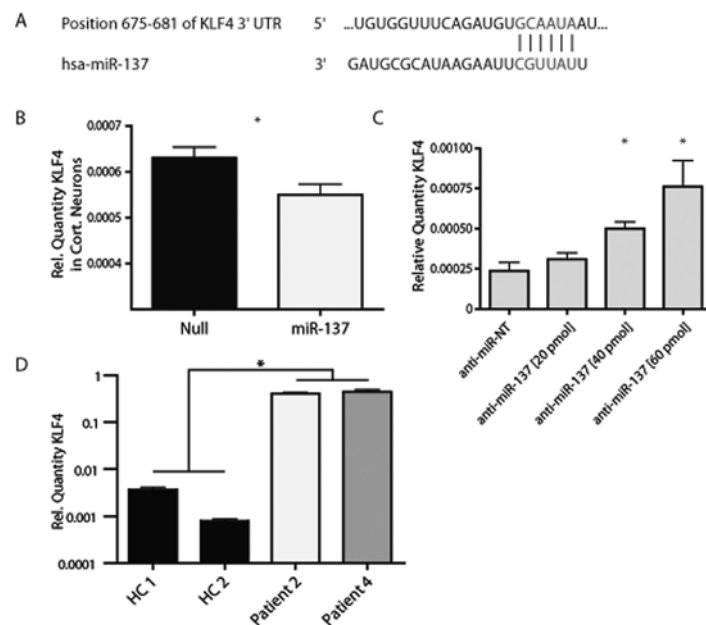 A
Position 675-681 of KLF4 3' UTR 5' ...UGUGGUUUCAGAUGUGCAAUAAU...
hsa-miR-137 3' GAUGCGCAUAAGAAUUCGUUAUU
B
Rel. Quantity KLF4
in Cort. Neurons
0.0007
0.0006
0.0005
0.0004
*
Null miR-137
C
Relative Quantity KLF4
0.00100
0.00075
0.00050
0.00025
0
* *
anti-miR-NT
anti-miR-137 [20 pmol]
anti-miR-137 [40 pmol]
anti-miR-137 [60 pmol]
D
Rel. Quantity KLF4
1
0.1
0.01
0.001
0.0001
*
HC 1
HC 2
Patient 2
Patient 4